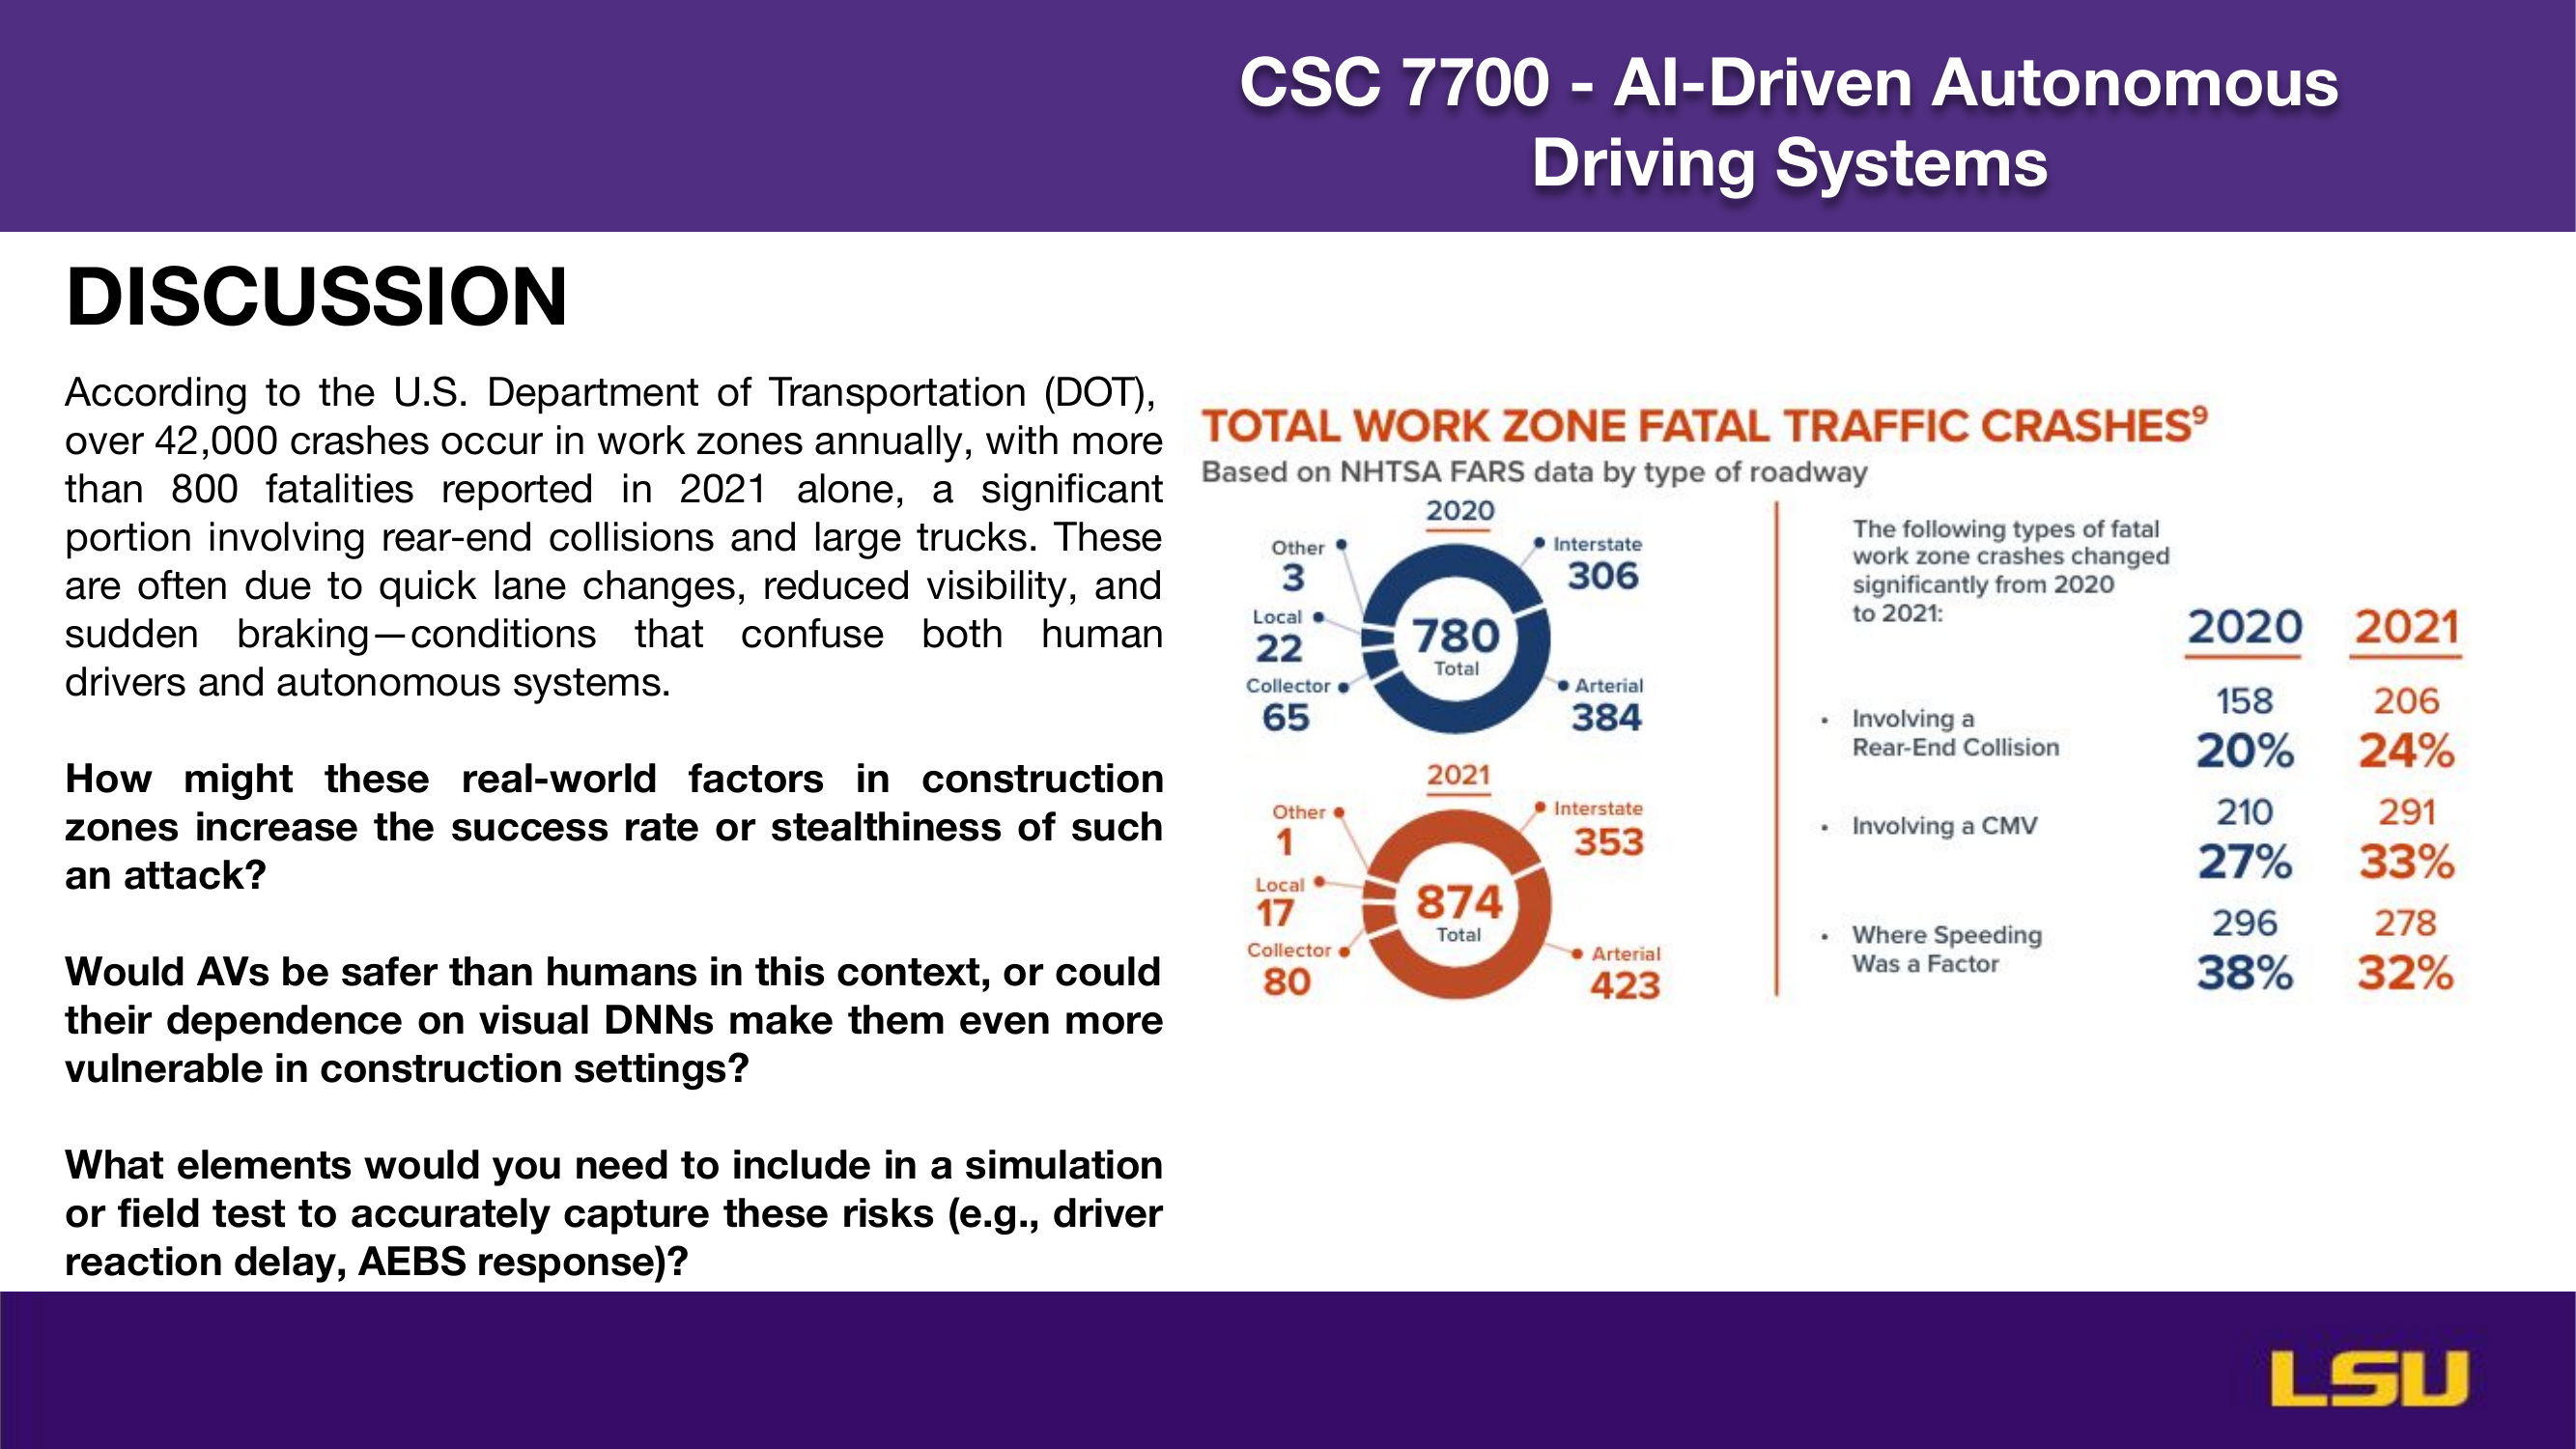 CSC 7700 - AI-Driven Autonomous
Driving Systems
DISCUSSION
According to the U.S. Department of Transportation (DOT),
over 42,000 crashes occur in work zones annually, with more
than 800 fatalities reported in 2021 alone, a significant
portion involving rear-end collisions and large trucks. These
are often due to quick lane changes, reduced visibility, and
sudden braking—conditions that confuse both human
drivers and autonomous systems.
How might these real-world factors in construction
zones increase the success rate or stealthiness of such
an attack?
Would AVs be safer than humans in this context, or could
their dependence on visual DNNs make them even more
vulnerable in construction settings?
What elements would you need to include in a simulation
or field test to accurately capture these risks (e.g., driver
reaction delay, AEBS response)?
TOTAL WORK ZONE FATAL TRAFFIC CRASHES⁹
Based on NHTSA FARS data by type of roadway
2020
Other
3
Interstate
306
Local
22
780
Total
Collector
65
Arterial
384
2021
Other
1
Interstate
353
Local
17
874
Total
Collector
80
Arterial
423
The following types of fatal
work zone crashes changed
significantly from 2020
to 2021:
2020 2021
• Involving a
Rear-End Collision
158 206
20% 24%
• Involving a CMV
210 291
27% 33%
• Where Speeding
Was a Factor
296 278
38% 32%
LSU